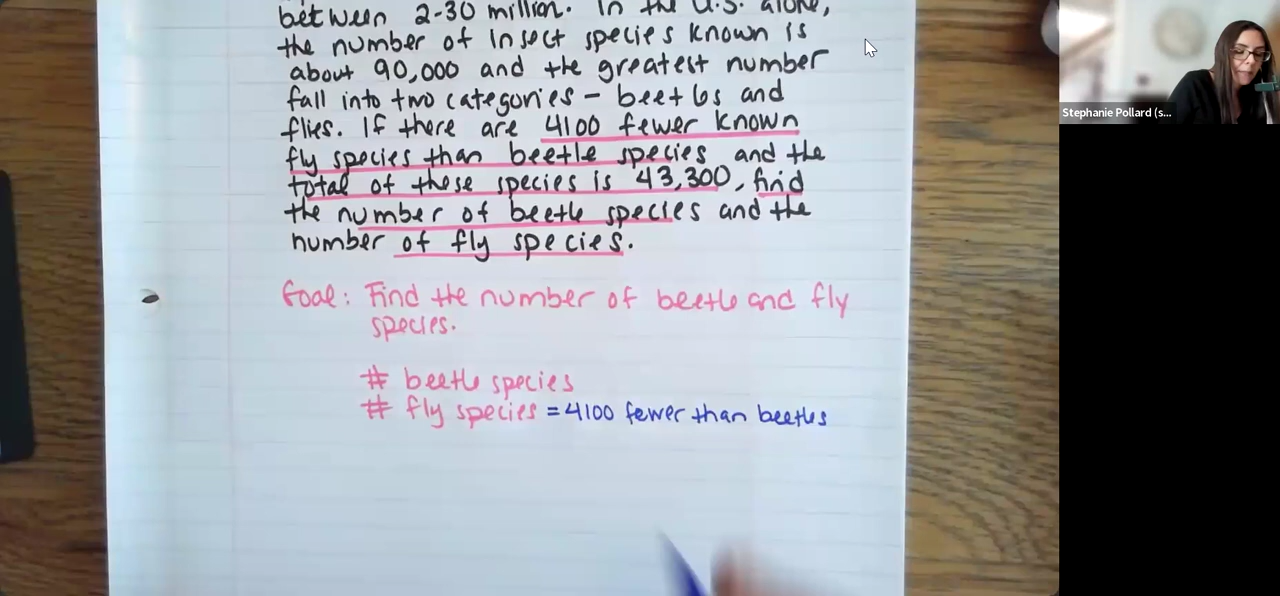 between 2-30 million. In the U.S. alone,
the number of insect species known is
about 90,000 and the greatest number
fall into two categories - beetles and
flies. If there are 4100 fewer known
fly species than beetle species and the
total of these species is 43,300, find
the number of beetle species and the
number of fly species.
Goal: Find the number of beetle and fly
species.
# beetle species
# fly species = 4100 fewer than beetles
Stephanie Pollard (s...